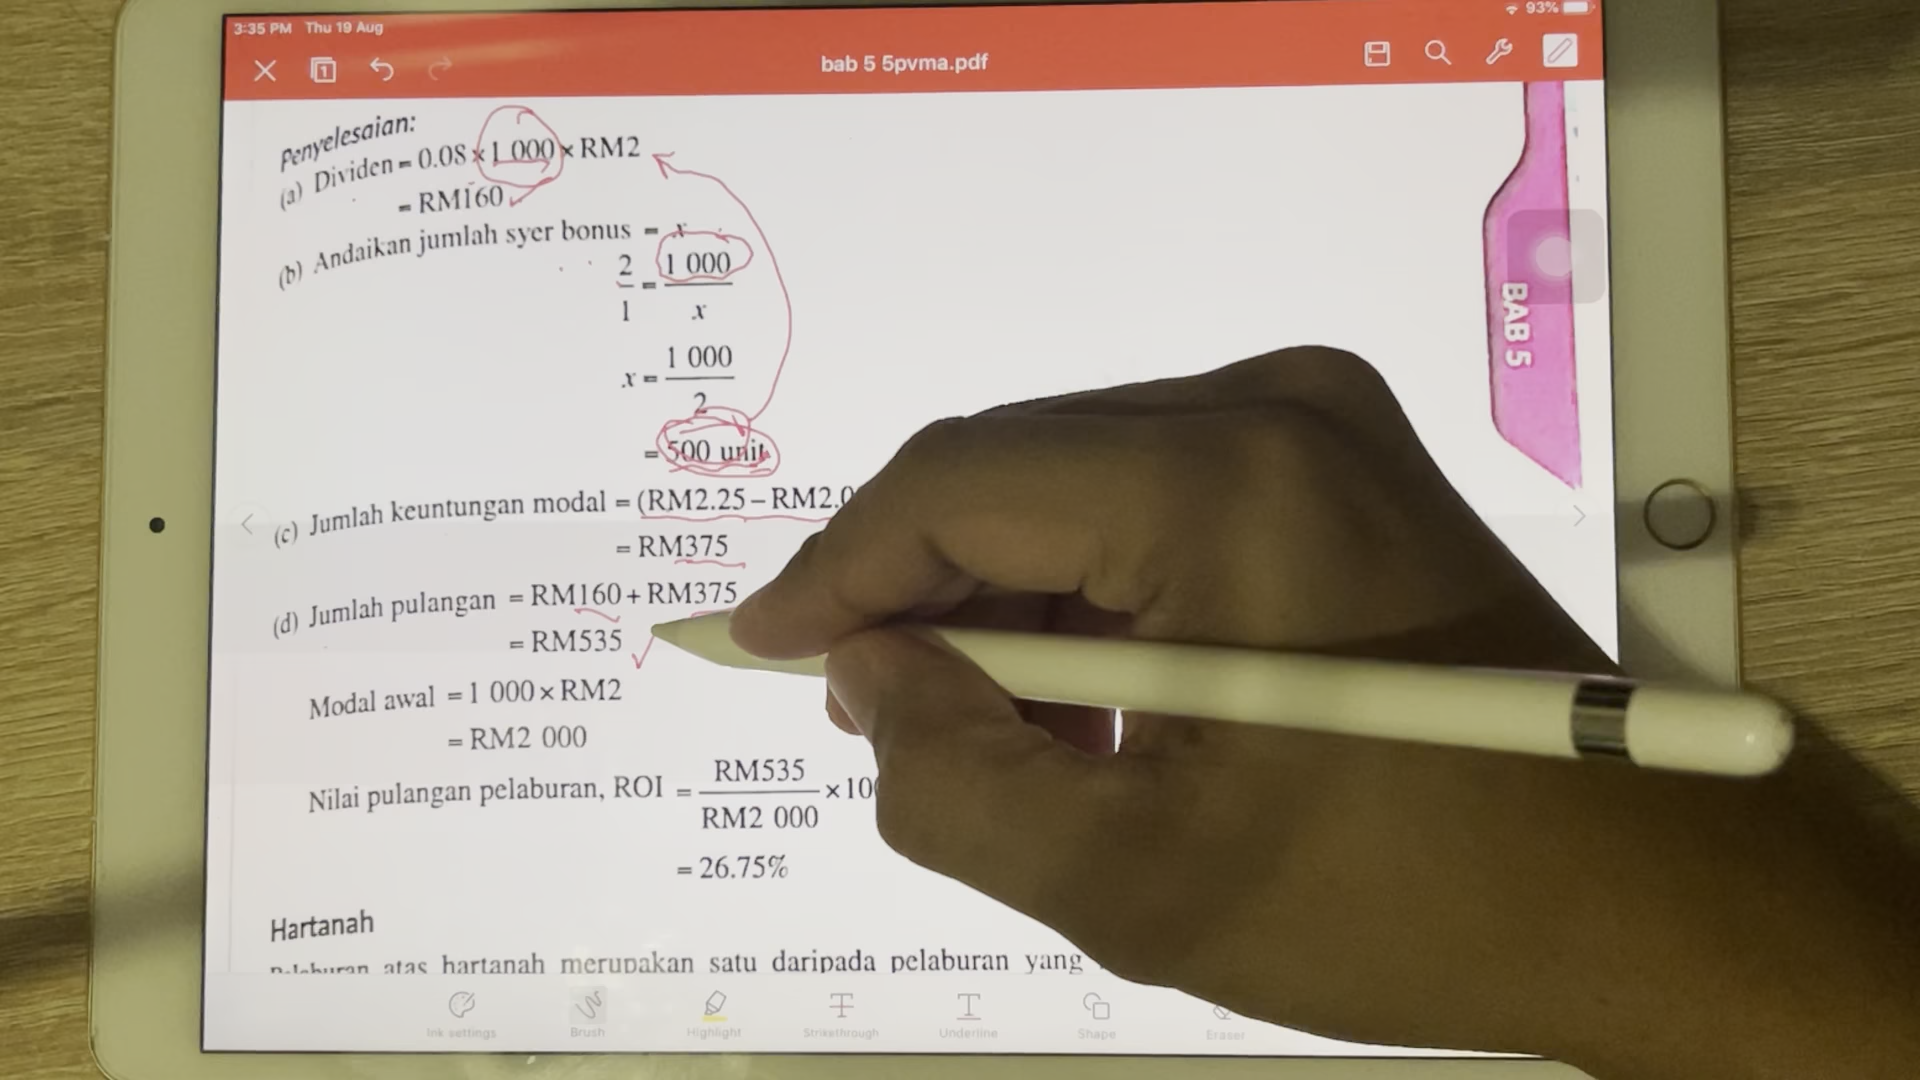 3:35 PM Thu 19 Aug
93%
1
bab 5 5pvma.pdf
Penyelesaian:
(a) Dividen = 0.08 × 1 000 × RM2
= RM160
(b) Andaikan jumlah syer bonus = x
2/1 = 1 000/x
x = 1 000/2
= 500 unit
(c) Jumlah keuntungan modal = (RM2.25 – RM2.0
= RM375
(d) Jumlah pulangan = RM160 + RM375
= RM535
Modal awal = 1 000 × RM2
= RM2 000
Nilai pulangan pelaburan, ROI = RM535/RM2 000 × 10
= 26.75%
Hartanah
Pelaburan atas hartanah merupakan satu daripada pelaburan yang
BAB 5
Ink settings
Brush
Highlight
Strikethrough
Underline
Shape
Eraser